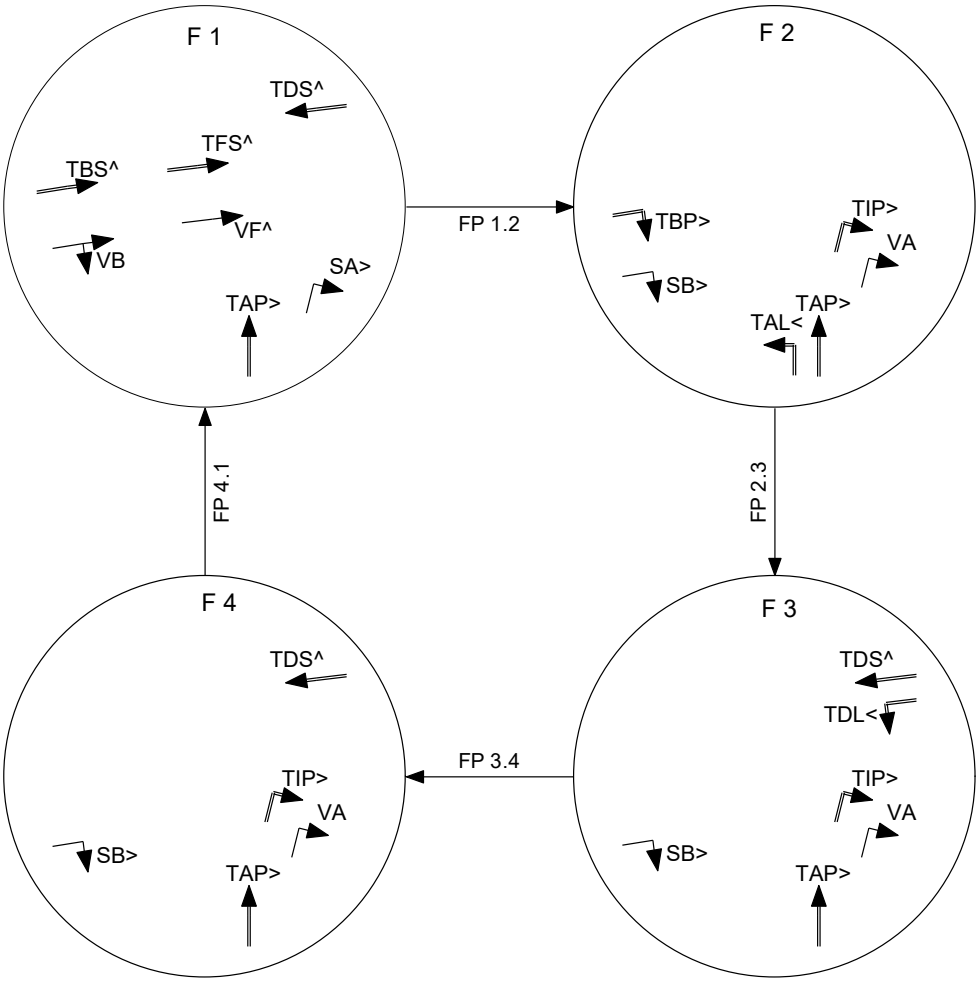 F 1
TDS^
TFS^
TBS^
VF^
VB
SA>
TAP>
FP 1.2
F 2
TIP>
TBP>
VA
SB>
TAP>
TAL<
FP 4.1
FP 2.3
F 4
TDS^
TIP>
VA
SB>
TAP>
FP 3.4
F 3
TDS^
TDL<
TIP>
VA
SB>
TAP>